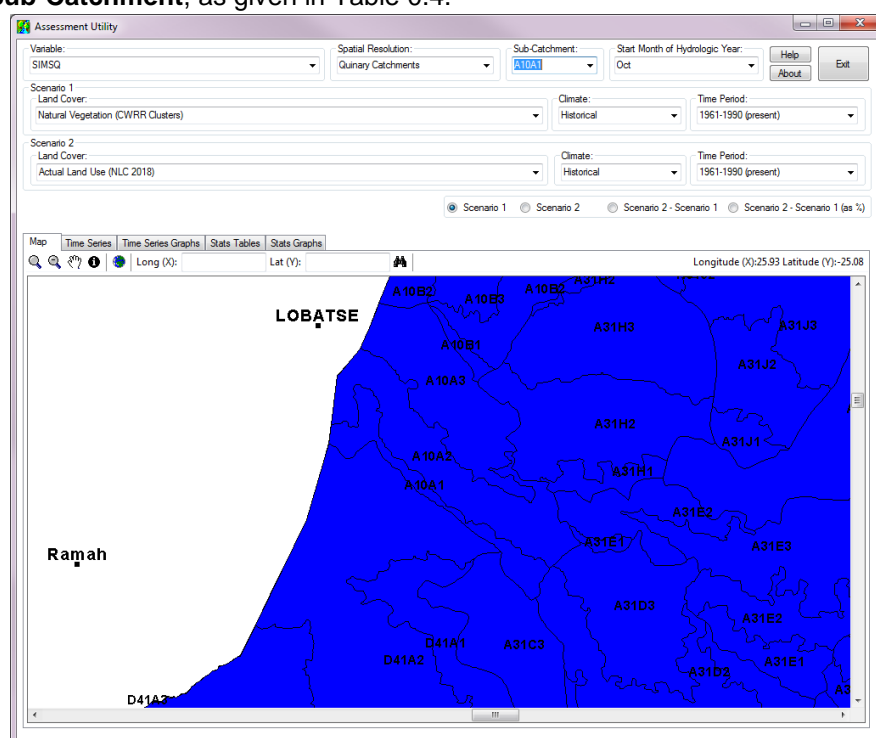 Sub-Catchment, as given in Table 6.4.
Assessment Utility
Variable: Spatial Resolution: Sub-Catchment: Start Month of Hydrologic Year:
SIMSQ Quinary Catchments A10A1 Oct Help Exit
About
Scenario 1
Land Cover: Climate: Time Period:
Natural Vegetation (CWRR Clusters) Historical 1961-1990 (present)
Scenario 2
Land Cover: Climate: Time Period:
Actual Land Use (NLC 2018) Historical 1961-1990 (present)
Scenario 1 Scenario 2 Scenario 2 - Scenario 1 Scenario 2 - Scenario 1 (as %)
Map Time Series Time Series Graphs Stats Tables Stats Graphs
Long (X): Lat (Y): Longitude (X):25.93 Latitude (Y):-25.08
A10B2 A10B3 A10B2 A31H2
LOBATSE A31H3 A31J3
A10B1
A31J2
A10A3
A31H2
A31J1
A10A2 A31H1
A10A1
A31E2
A31E1 A31E3
Ramah
A31D3
A31E2
D41A1 A31C3
D41A2 A31E1
A31D3
D41A2